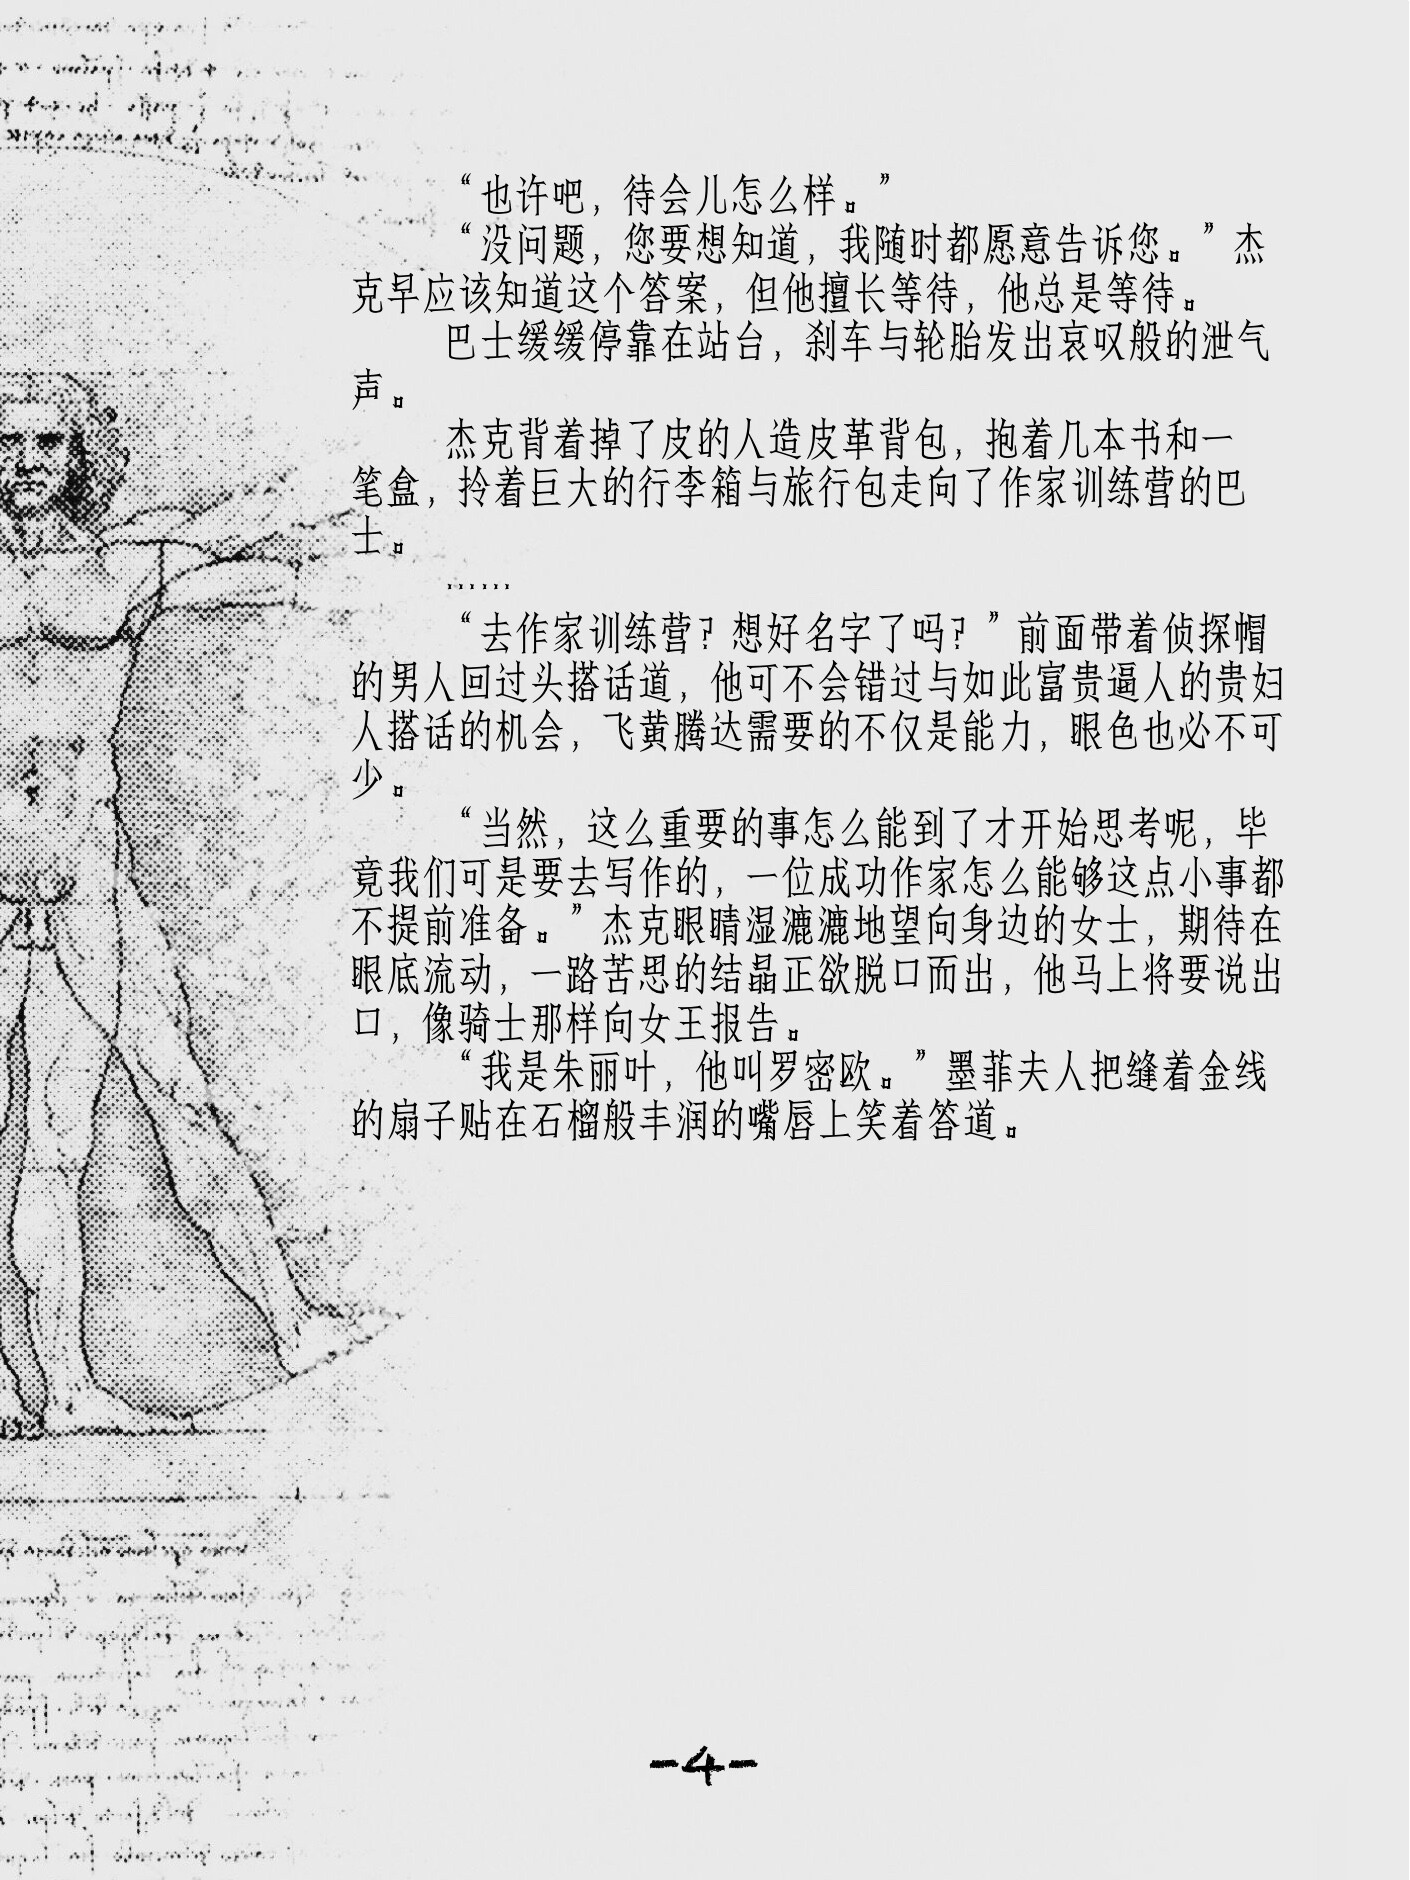 “也许吧，待会儿怎么样。”
“没问题，您要想知道，我随时都愿意告诉您。”杰
克早应该知道这个答案，但他擅长等待，他总是等待。
巴士缓缓停靠在站台，刹车与轮胎发出哀叹般的泄气
声。
杰克背着掉了皮的人造皮革背包，抱着几本书和一
笔盒，拎着巨大的行李箱与旅行包走向了作家训练营的巴
士。
……
“去作家训练营？想好名字了吗？”前面带着侦探帽
的男人回过头搭话道，他可不会错过与如此富贵逼人的贵妇
人搭话的机会，飞黄腾达需要的不仅是能力，眼色也必不可
少。
“当然，这么重要的事怎么能到了才开始思考呢，毕
竟我们可是要去写作的，一位成功作家怎么能够这点小事都
不提前准备。”杰克眼睛湿漉漉地望向身边的女士，期待在
眼底流动，一路苦思的结晶正欲脱口而出，他马上将要说出
口，像骑士那样向女王报告。
“我是朱丽叶，他叫罗密欧。”墨菲夫人把缝着金线
的扇子贴在石榴般丰润的嘴唇上笑着答道。
-4-